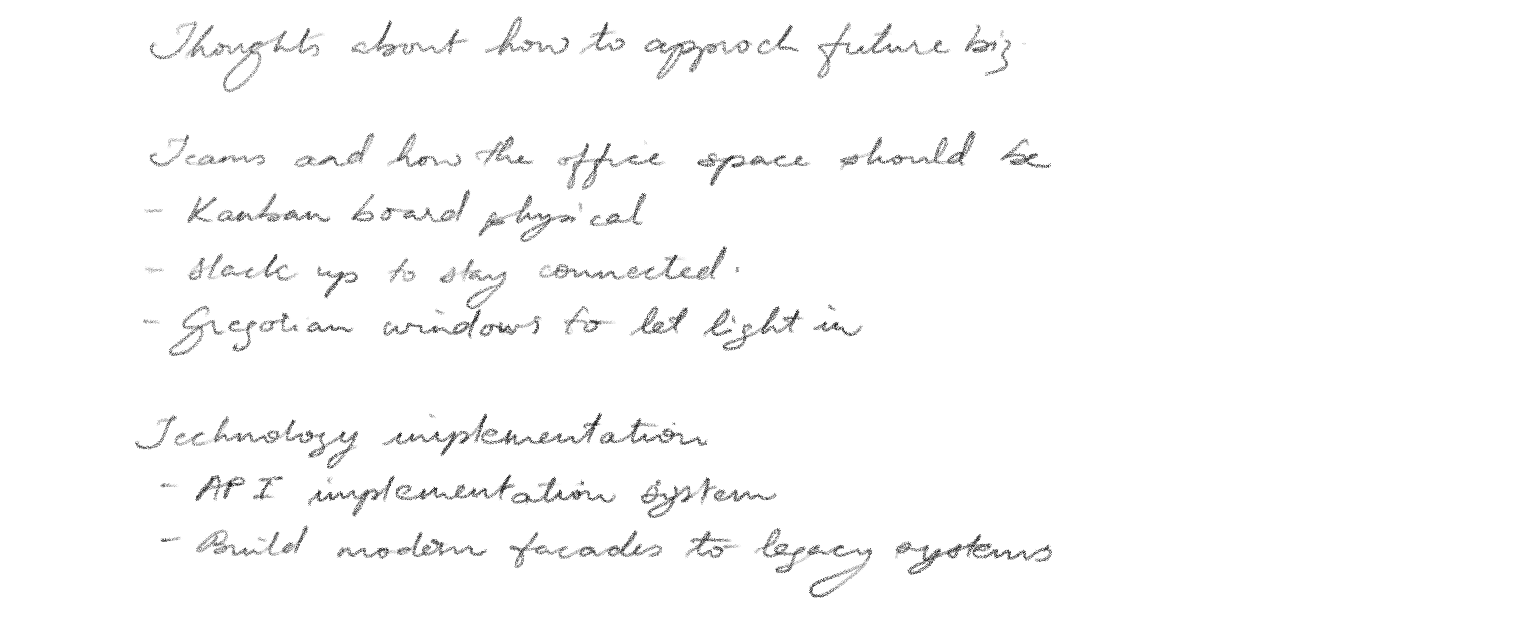 Thoughts about how to approch future biz
Teams and how the office space should be
- Kanban board physical
- slack up to stay connected.
- Gregorian windows to let light in
Technology implementation
- API implementation system
- Build modern facades to legacy systems